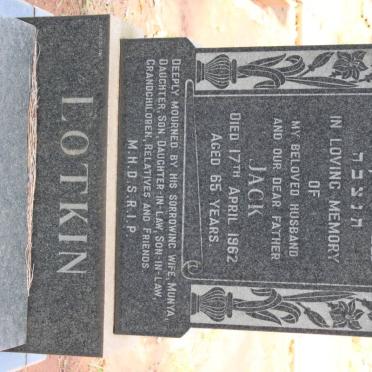 תנצבה
IN LOVING MEMORY
OF
MY BELOVED HUSBAND
AND OUR DEAR FATHER
JACK
DIED 17TH APRIL 1962
AGED 65 YEARS
DEEPLY MOURNED BY HIS SORROWING WIFE, MUNYA,
DAUGHTER, SON, DAUGHTER-IN-LAW, SON-IN-LAW
GRANDCHILDREN, RELATIVES AND FRIENDS
M.H.D.S.R.I.P.
LOTKIN